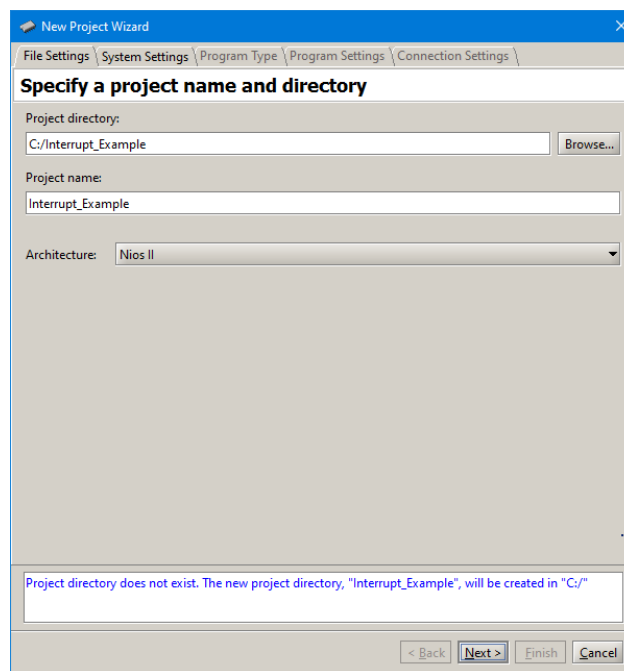 New Project Wizard
File Settings System Settings Program Type Program Settings Connection Settings
Specify a project name and directory
Project directory:
C:/Interrupt_Example Browse...
Project name:
Interrupt_Example
Architecture: Nios II
Project directory does not exist. The new project directory, "Interrupt_Example", will be created in "C:/"
< Back Next > Finish Cancel